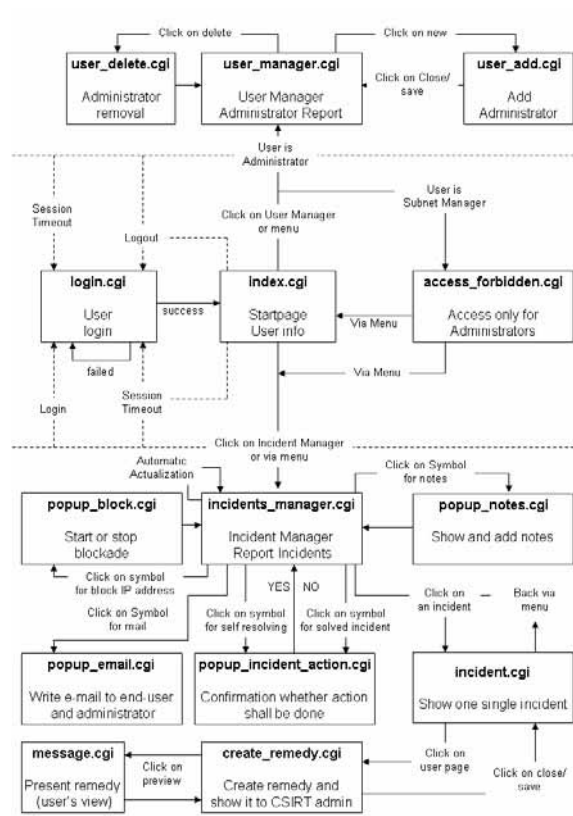 Click on delete
Click on new
user_delete.cgi
Administrator
removal
user_manager.cgi
User Manager
Administrator Report
Click on Close/
save
user_add.cgi
Add
Administrator
User is
Administrator
User is
Subnet Manager
Session
Timeout
Logout
Click on User Manager
or menu
login.cgi
User
login
failed
success
index.cgi
Startpage
User info
Via Menu
access_forbidden.cgi
Access only for
Administrators
Via Menu
Login
Session
Timeout
Click on Incident Manager
or via menu
Automatic
Actualization
Click on Symbol
for notes
popup_block.cgi
Start or stop
blockade
incidents_manager.cgi
Incident Manager
Report Incidents
popup_notes.cgi
Show and add notes
Click on symbol
for block IP address
YES
NO
Click on Symbol
for mail
Click on symbol
for self resolving
Click on symbol
for solved incident
Click on
an incident
Back via
menu
popup_email.cgi
Write e-mail to end-user
and administrator
popup_incident_action.cgi
Confirmation whether action
shall be done
incident.cgi
Show one single incident
message.cgi
Present remedy
(user's view)
Click on
preview
create_remedy.cgi
Create remedy and
show it to CSIRT admin
Click on
user page
Click on close/
save